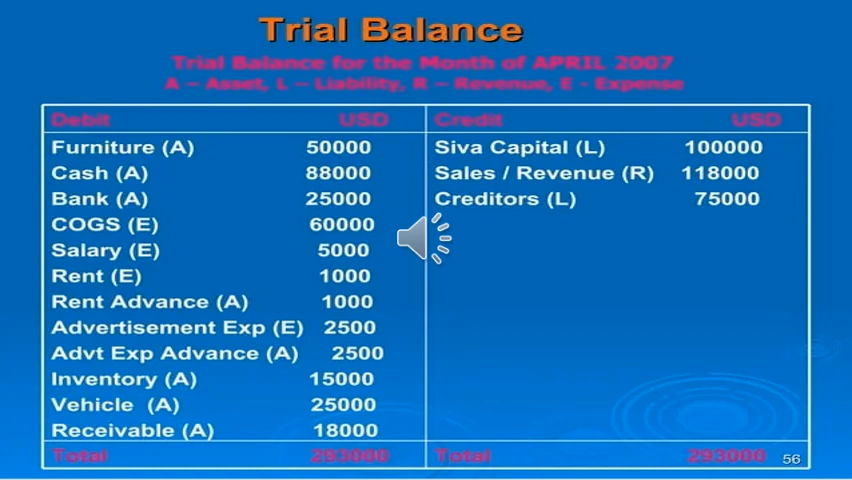 Trial Balance
Trial Balance for the Month of APRIL 2007
A – Asset, L – Liability, R – Revenue, E - Expense
Debit USD Credit USD
Furniture (A) 50000 Siva Capital (L) 100000
Cash (A) 88000 Sales / Revenue (R) 118000
Bank (A) 25000 Creditors (L) 75000
COGS (E) 60000
Salary (E) 5000
Rent (E) 1000
Rent Advance (A) 1000
Advertisement Exp (E) 2500
Advt Exp Advance (A) 2500
Inventory (A) 15000
Vehicle (A) 25000
Receivable (A) 18000
Total 293000 Total 293000
56